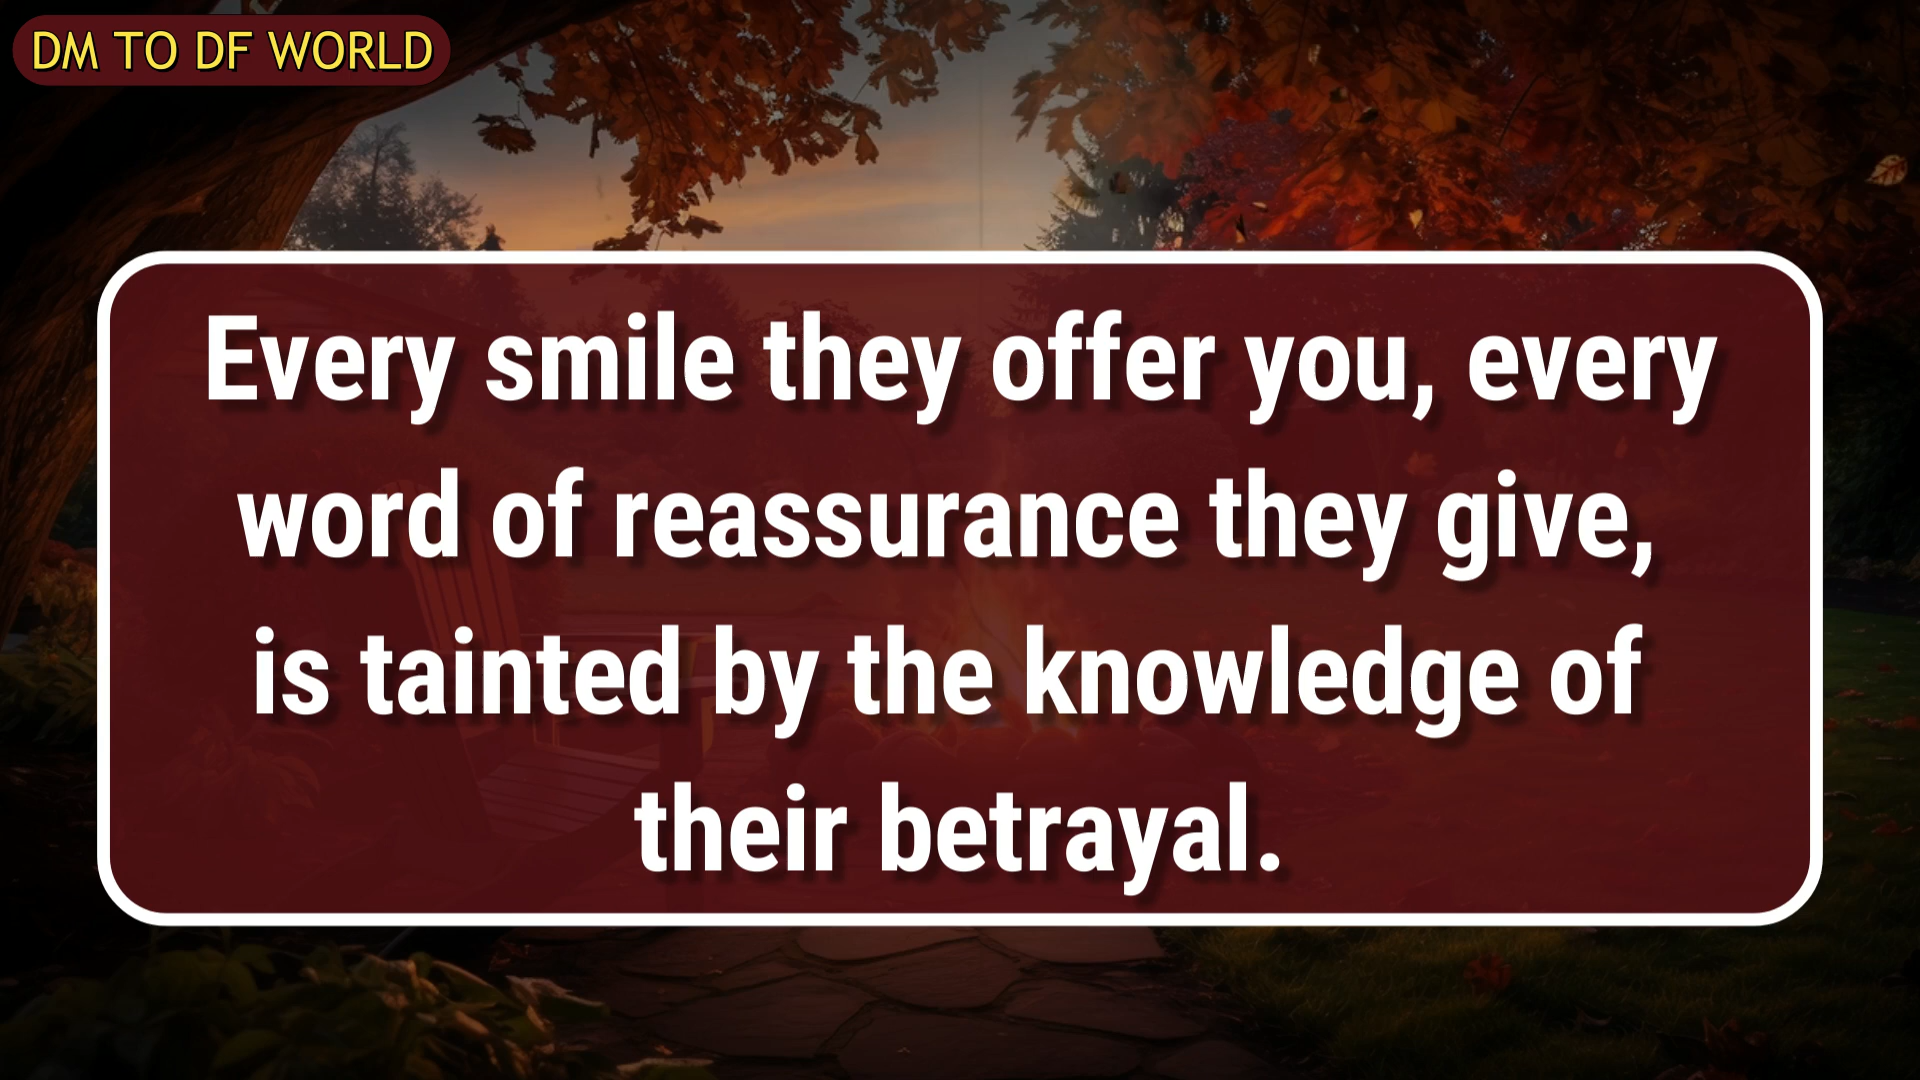 DM TO DF WORLD
Every smile they offer you, every
word of reassurance they give,
is tainted by the knowledge of
their betrayal.